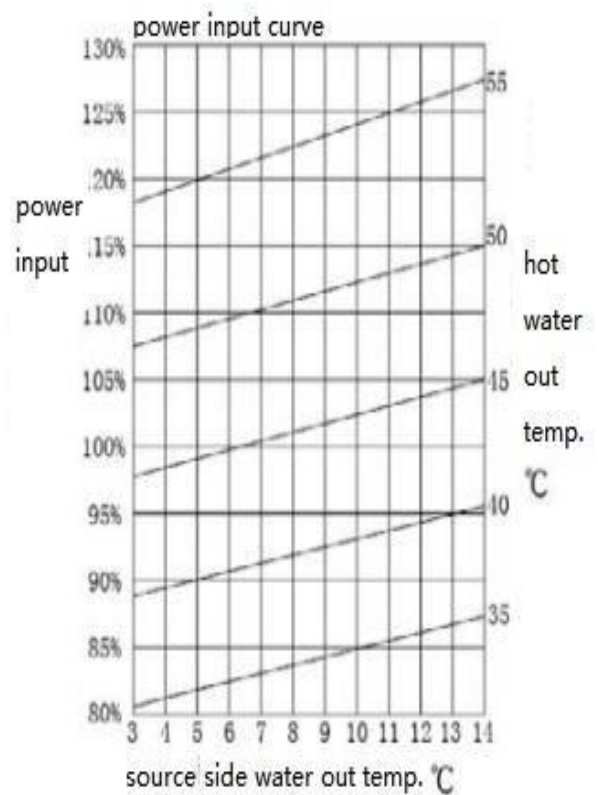 power input curve
130%
125%
120%
115%
110%
105%
100%
95%
90%
85%
80%
power
input
55
50
45
40
35
hot
water
out
temp.
℃
3 4 5 6 7 8 9 10 11 12 13 14
source side water out temp. ℃